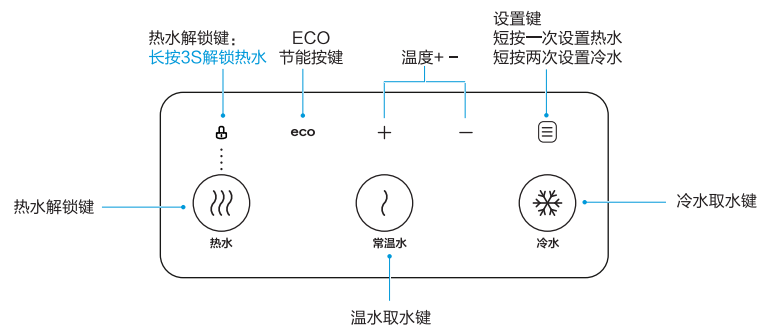 设置键
短按一次设置热水
短按两次设置冷水
热水解锁键：
长按3S解锁热水
ECO
节能按键
温度+ -
eco
+
-
热水解锁键
冷水取水键
热水
常温水
冷水
温水取水键